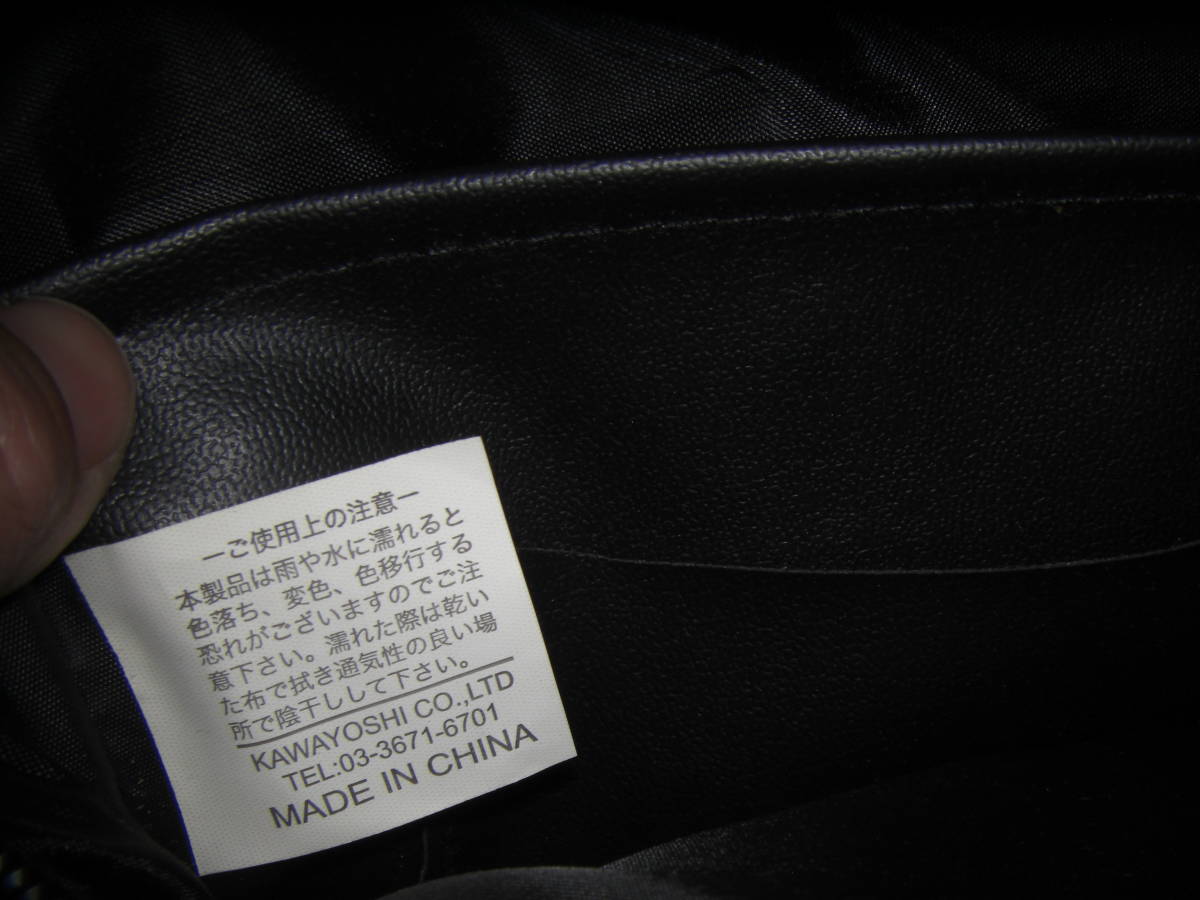 ーご使用上の注意ー
本製品は雨や水に濡れると
色落ち、変色、色移行する
恐れがございますのでご注
意下さい。濡れた際は乾い
た布で拭き通気性の良い場
所で陰干しして下さい。
KAWAYOSHI CO.,LTD
TEL:03-3671-6701
MADE IN CHINA